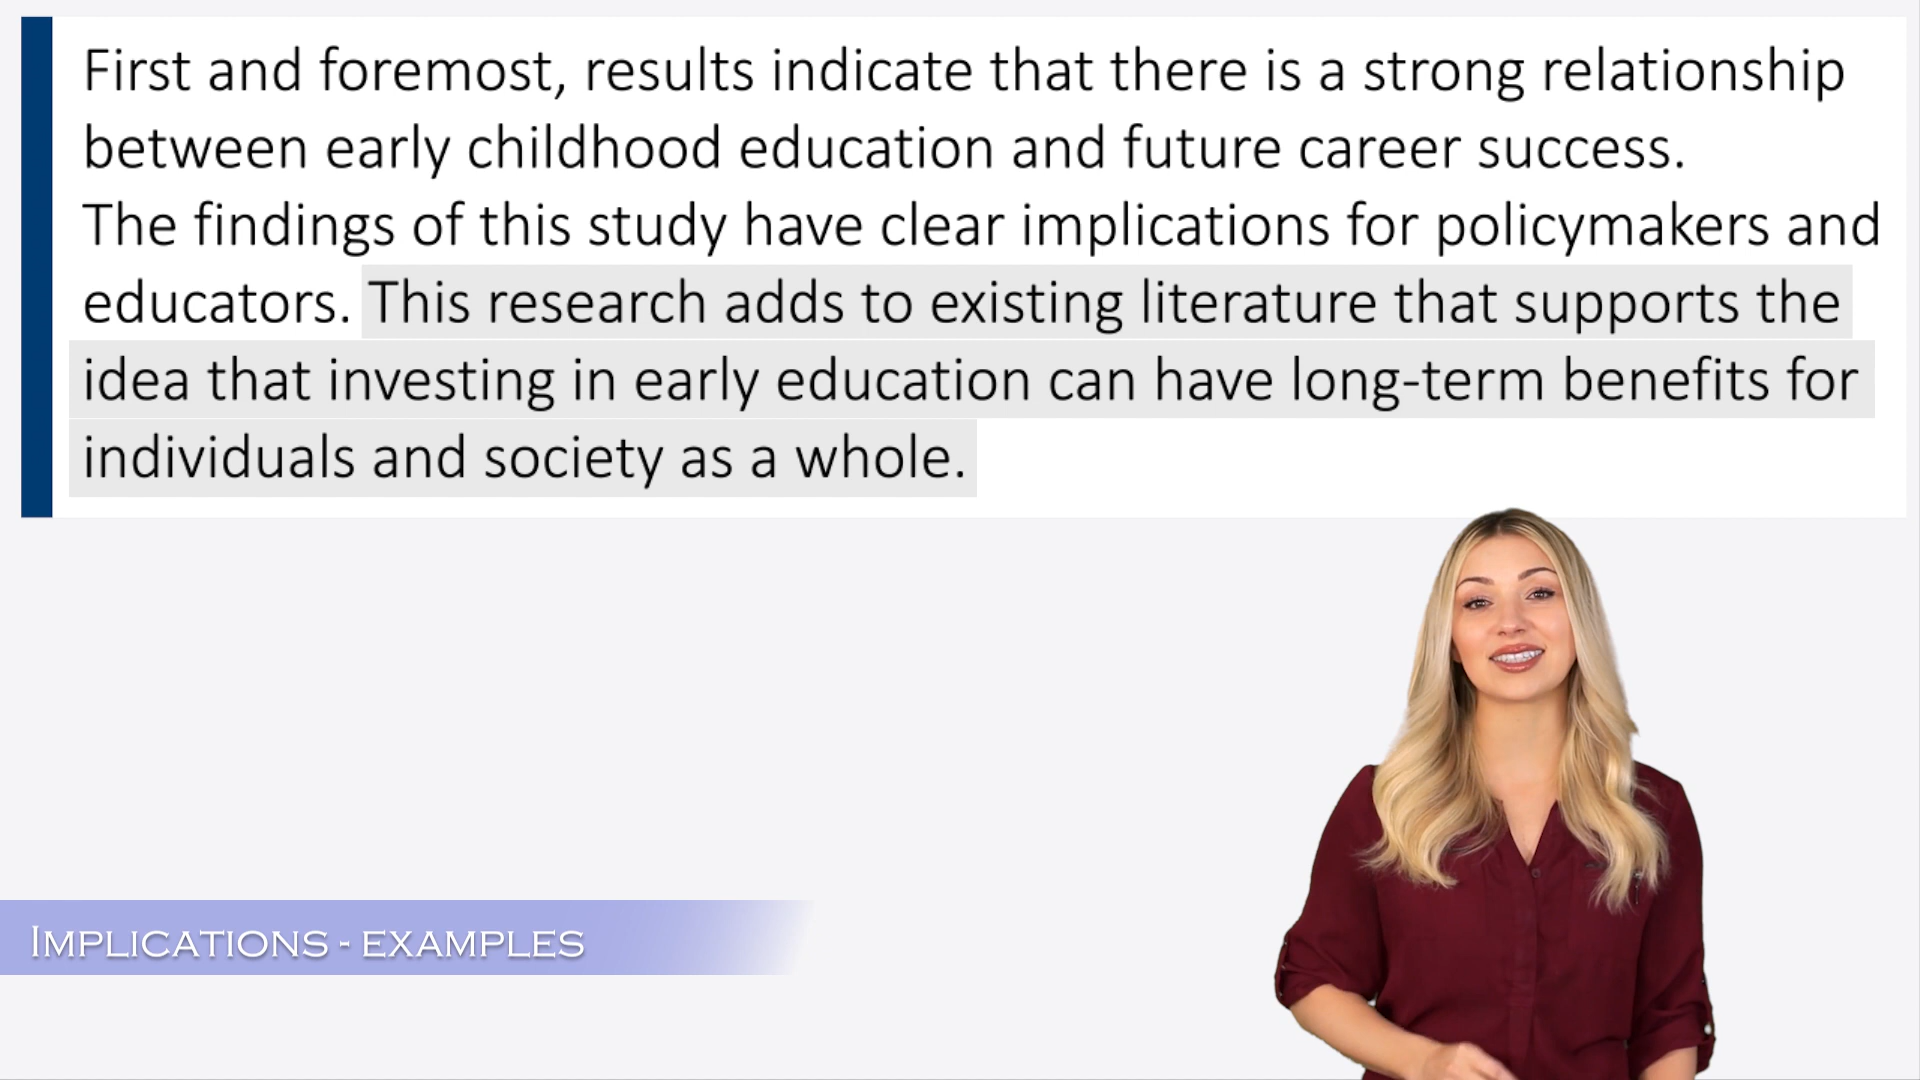 First and foremost, results indicate that there is a strong relationship
between early childhood education and future career success.
The findings of this study have clear implications for policymakers and
educators. This research adds to existing literature that supports the
idea that investing in early education can have long-term benefits for
individuals and society as a whole.
IMPLICATIONS - EXAMPLES